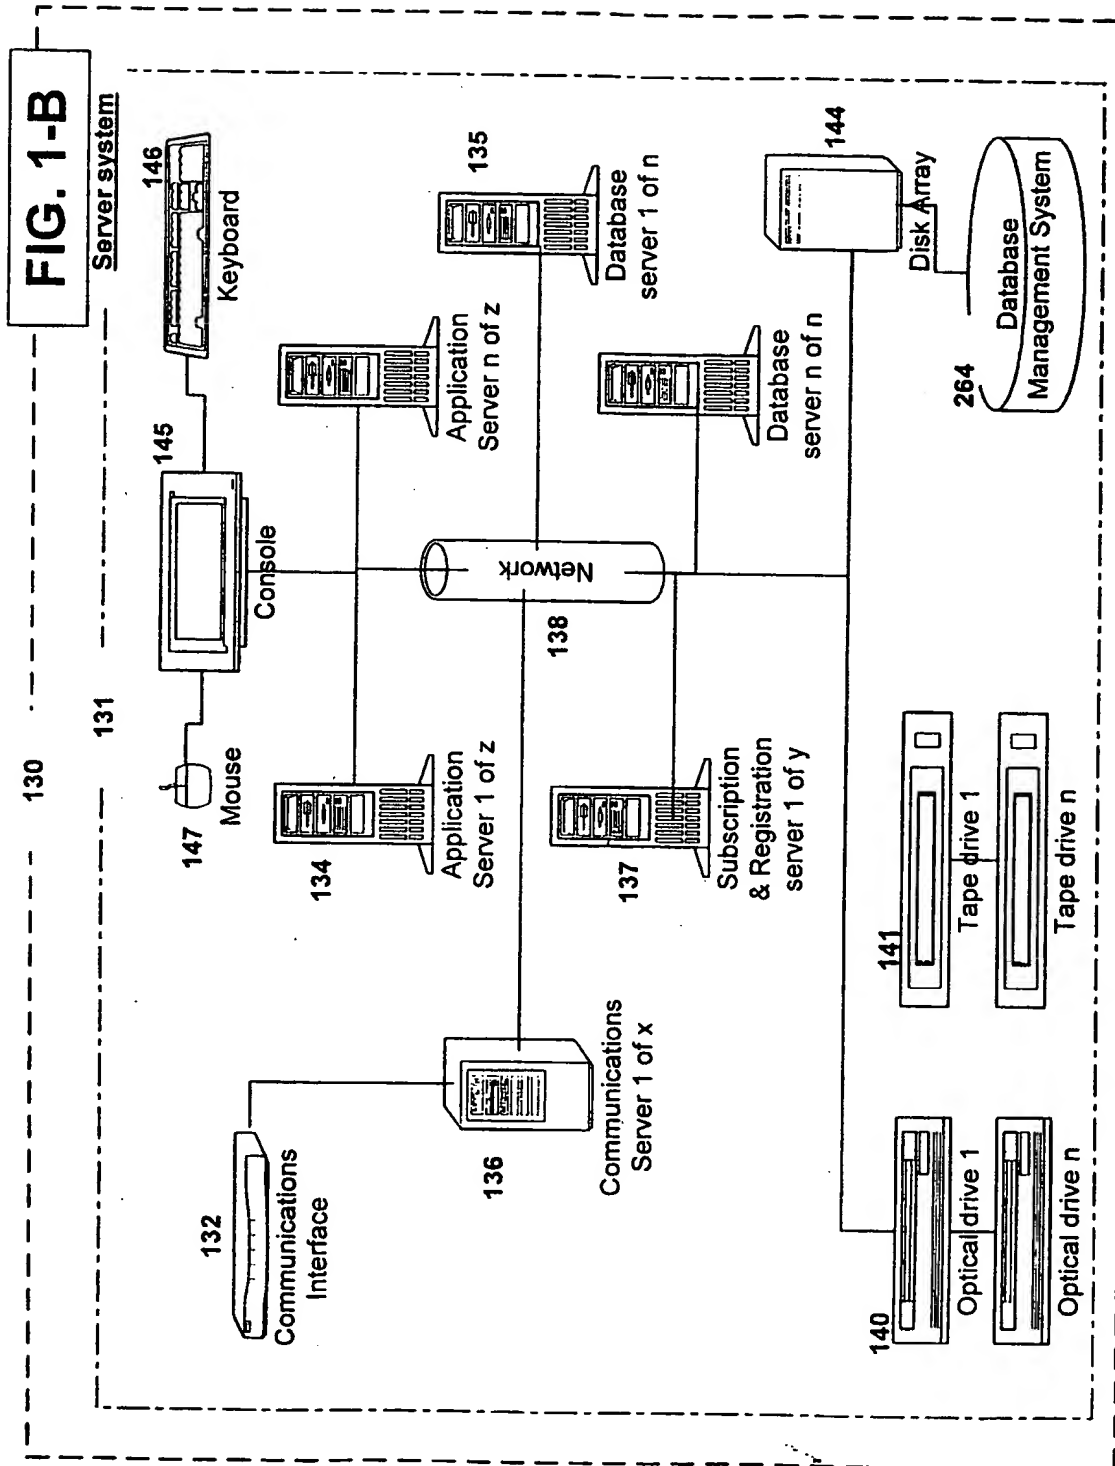 FIG. 1-B
Server system
130
131
132
Communications
Interface
147
Mouse
145
Console
146
Keyboard
134
Application
Server 1 of z
Application
Server n of z
136
Communications
Server 1 of x
138
Network
135
Database
server 1 of n
137
Subscription
& Registration
server 1 of y
Database
server n of n
144
Disk Array
140
Optical drive 1
Optical drive n
141
Tape drive 1
Tape drive n
264
Database
Management System